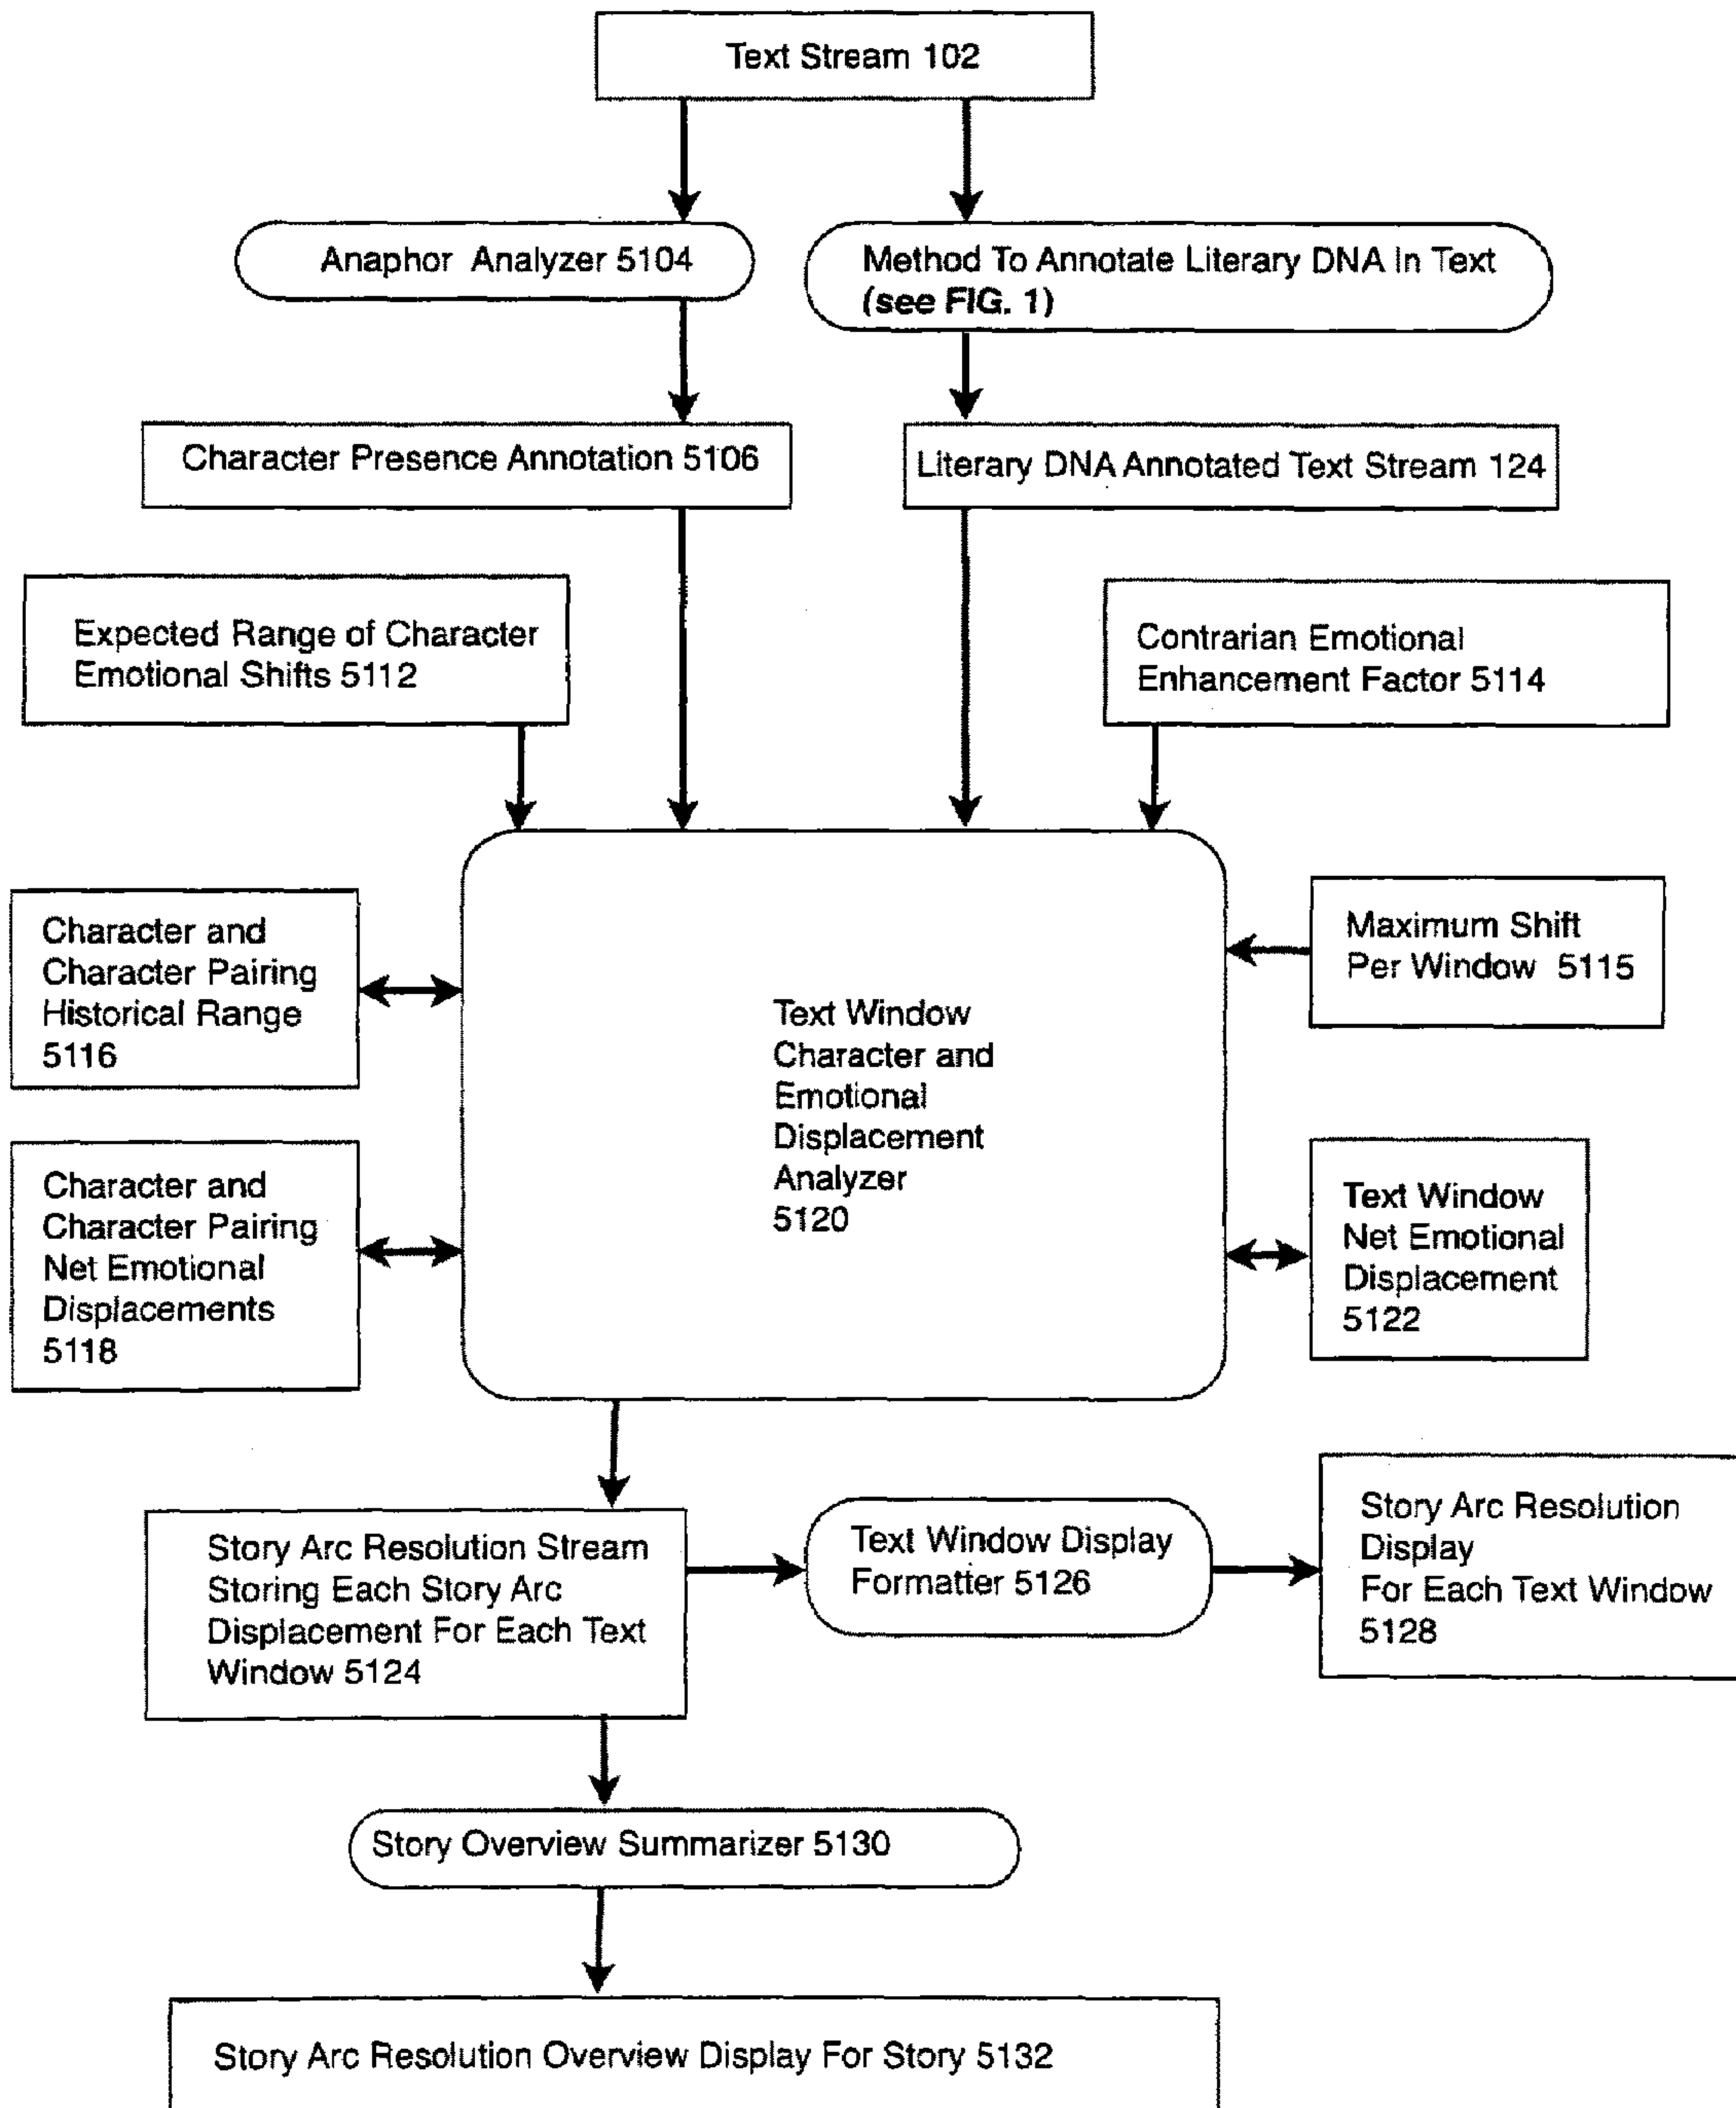 Text Stream 102
Anaphor Analyzer 5104
Method To Annotate Literary DNA In Text
(see FIG. 1)
Character Presence Annotation 5106
Literary DNA Annotated Text Stream 124
Expected Range of Character
Emotional Shifts 5112
Contrarian Emotional
Enhancement Factor 5114
Character and
Character Pairing
Historical Range
5116
Maximum Shift
Per Window 5115
Text Window
Character and
Emotional
Displacement
Analyzer
5120
Character and
Character Pairing
Net Emotional
Displacements
5118
Text Window
Net Emotional
Displacement
5122
Story Arc Resolution Stream
Storing Each Story Arc
Displacement For Each Text
Window 5124
Text Window Display
Formatter 5126
Story Arc Resolution
Display
For Each Text Window
5128
Story Overview Summarizer 5130
Story Arc Resolution Overview Display For Story 5132